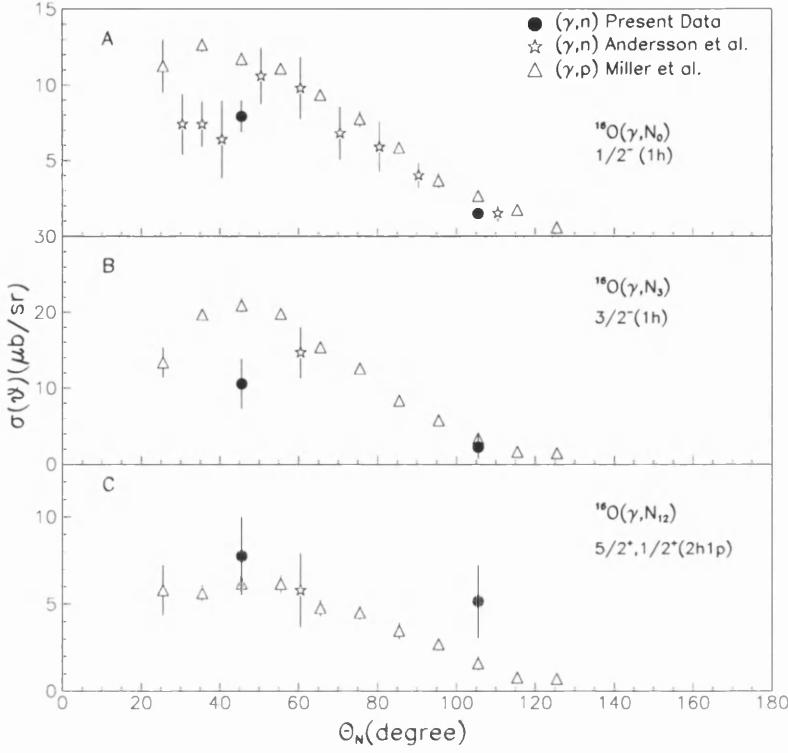 15
A
● (γ,n) Present Data
☆ (γ,n) Andersson et al.
△ (γ,p) Miller et al.
10
¹⁶O(γ,N₀)
1/2⁻ (1h)
5
30
B
¹⁶O(γ,N₃)
3/2⁻(1h)
20
10
0
C
¹⁶O(γ,N₁₂)
5/2⁺,1/2⁺(2h1p)
10
5
0
σ(ϑ)(μb/sr)
0 20 40 60 80 100 120 140 160 180
Θ_N(degree)